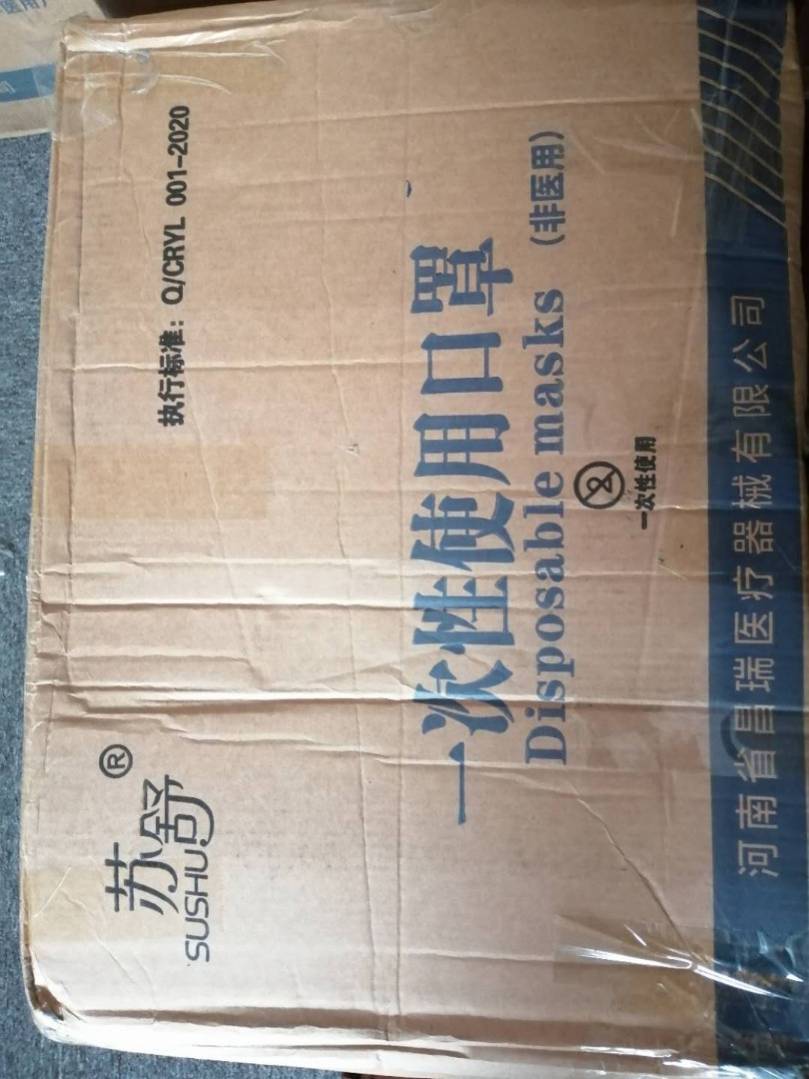 苏舒®
SUSHU
执行标准：Q/CRYL 001-2020
一次性使用口罩
Disposable masks（非医用）
一次性使用
河南省昌瑞医疗器械有限公司